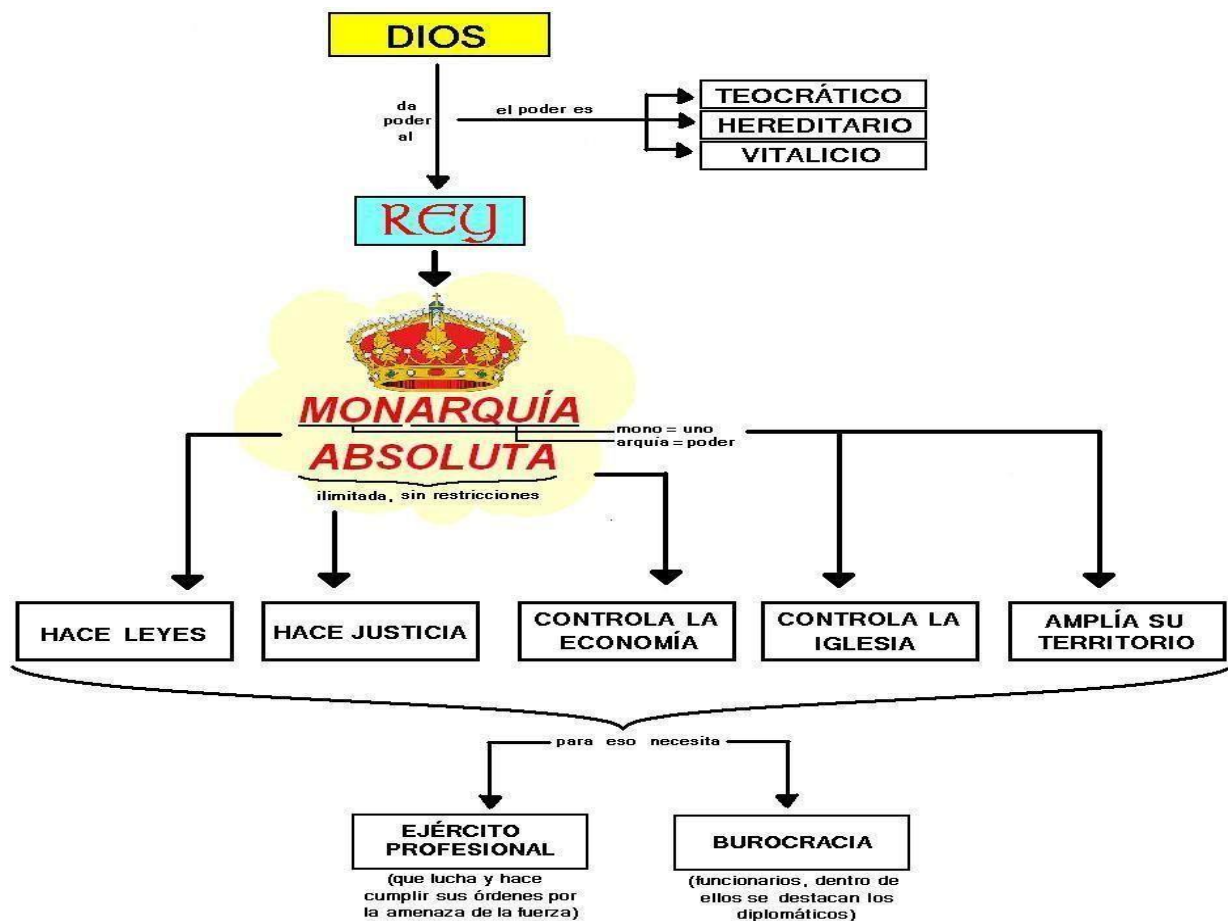 DIOS
da
poder
al
el poder es
TEOCRÁTICO
HEREDITARIO
VITALICIO
REY
MONARQUÍA
ABSOLUTA
mono = uno
arquía = poder
ilimitada, sin restricciones
HACE LEYES
HACE JUSTICIA
CONTROLA LA
ECONOMÍA
CONTROLA LA
IGLESIA
AMPLÍA SU
TERRITORIO
para eso necesita
EJÉRCITO
PROFESIONAL
(que lucha y hace
cumplir sus órdenes por
la amenaza de la fuerza)
BUROCRACIA
(funcionarios, dentro de
ellos se destacan los
diplomáticos)